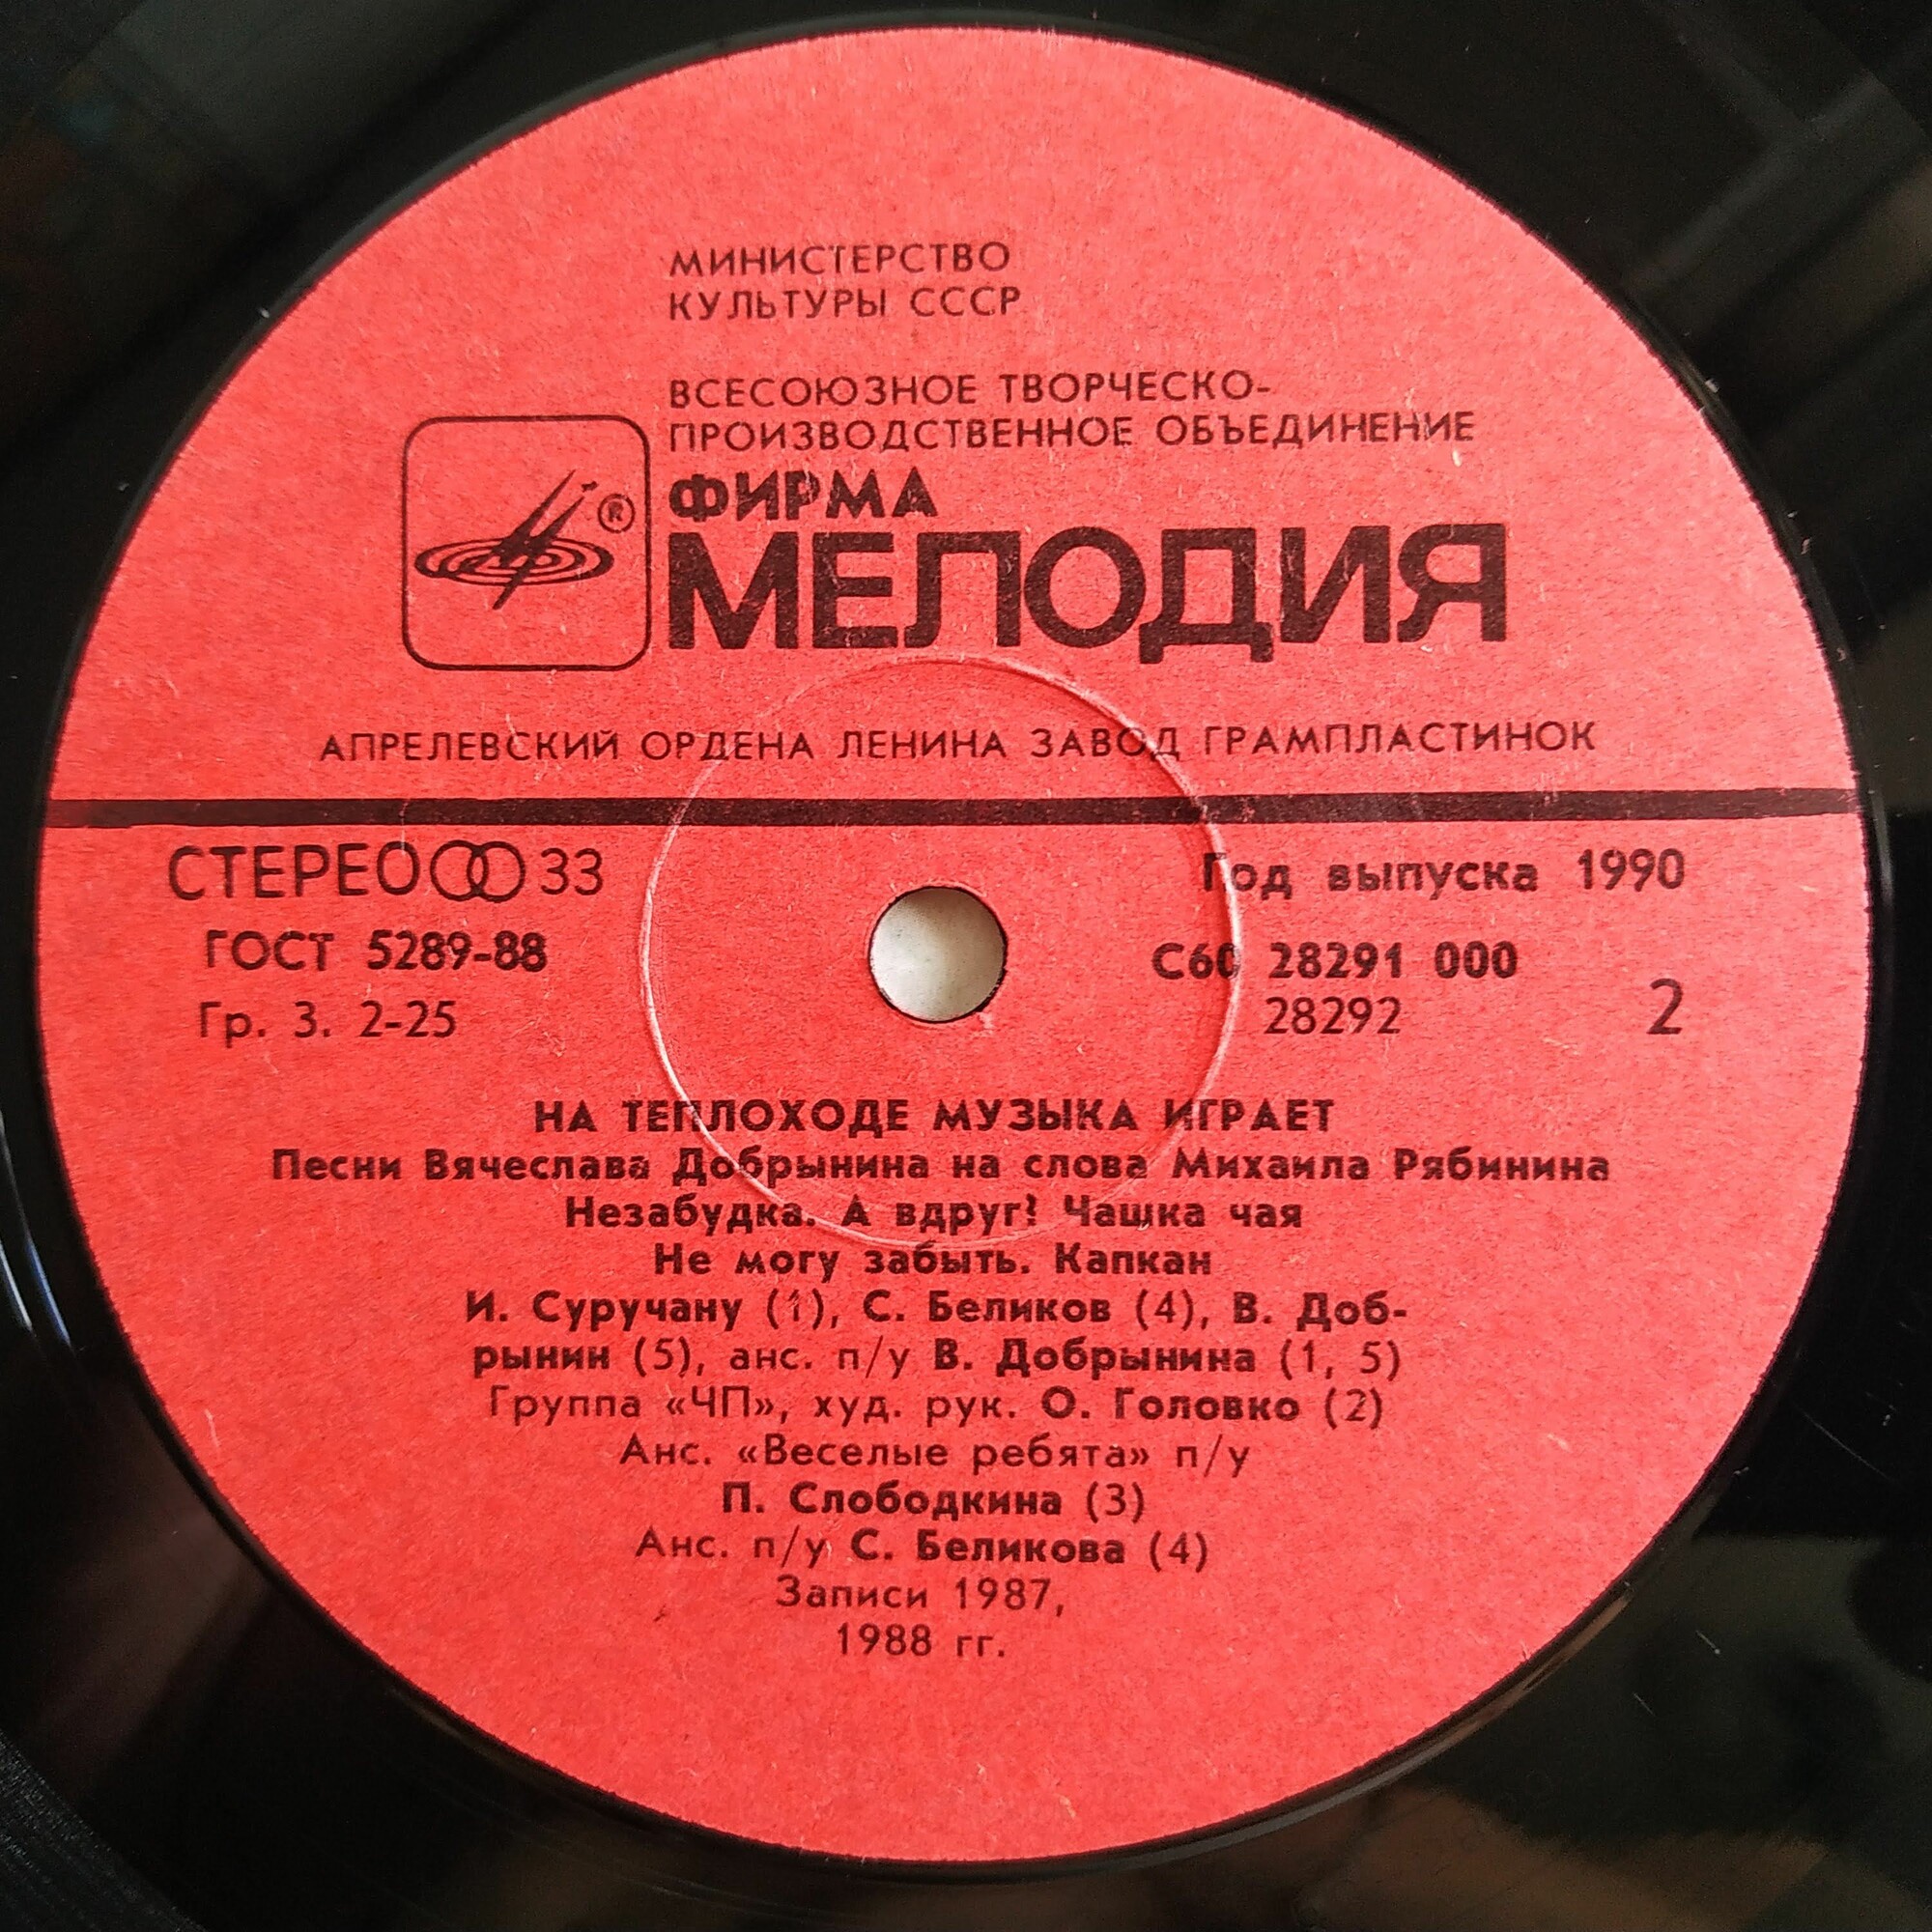 МИНИСТЕРСТВО
КУЛЬТУРЫ СССР
ВСЕСОЮЗНОЕ ТВОРЧЕСКО-
ПРОИЗВОДСТВЕННОЕ ОБЪЕДИНЕНИЕ
ФИРМА
®
МЕЛОДИЯ
АПРЕЛЕВСКИЙ ОРДЕНА ЛЕНИНА ЗАВОД ГРАМПЛАСТИНОК
СТЕРЕО 33
Год выпуска 1990
ГОСТ 5289-88
С60 28291 000
Гр. 3. 2-25
28292
2
НА ТЕПЛОХОДЕ МУЗЫКА ИГРАЕТ
Песни Вячеслава Добрынина на слова Михаила Рябинина
Незабудка. А вдруг? Чашка чая
Не могу забыть. Капкан
И. Суручану (1), С. Беликов (4), В. Доб-
рынин (5), анс. п/у В. Добрынина (1, 5)
Группа «ЧП», худ. рук. О. Головко (2)
Анс. «Веселые ребята» п/у
П. Слободкина (3)
Анс. п/у С. Беликова (4)
Записи 1987,
1988 гг.